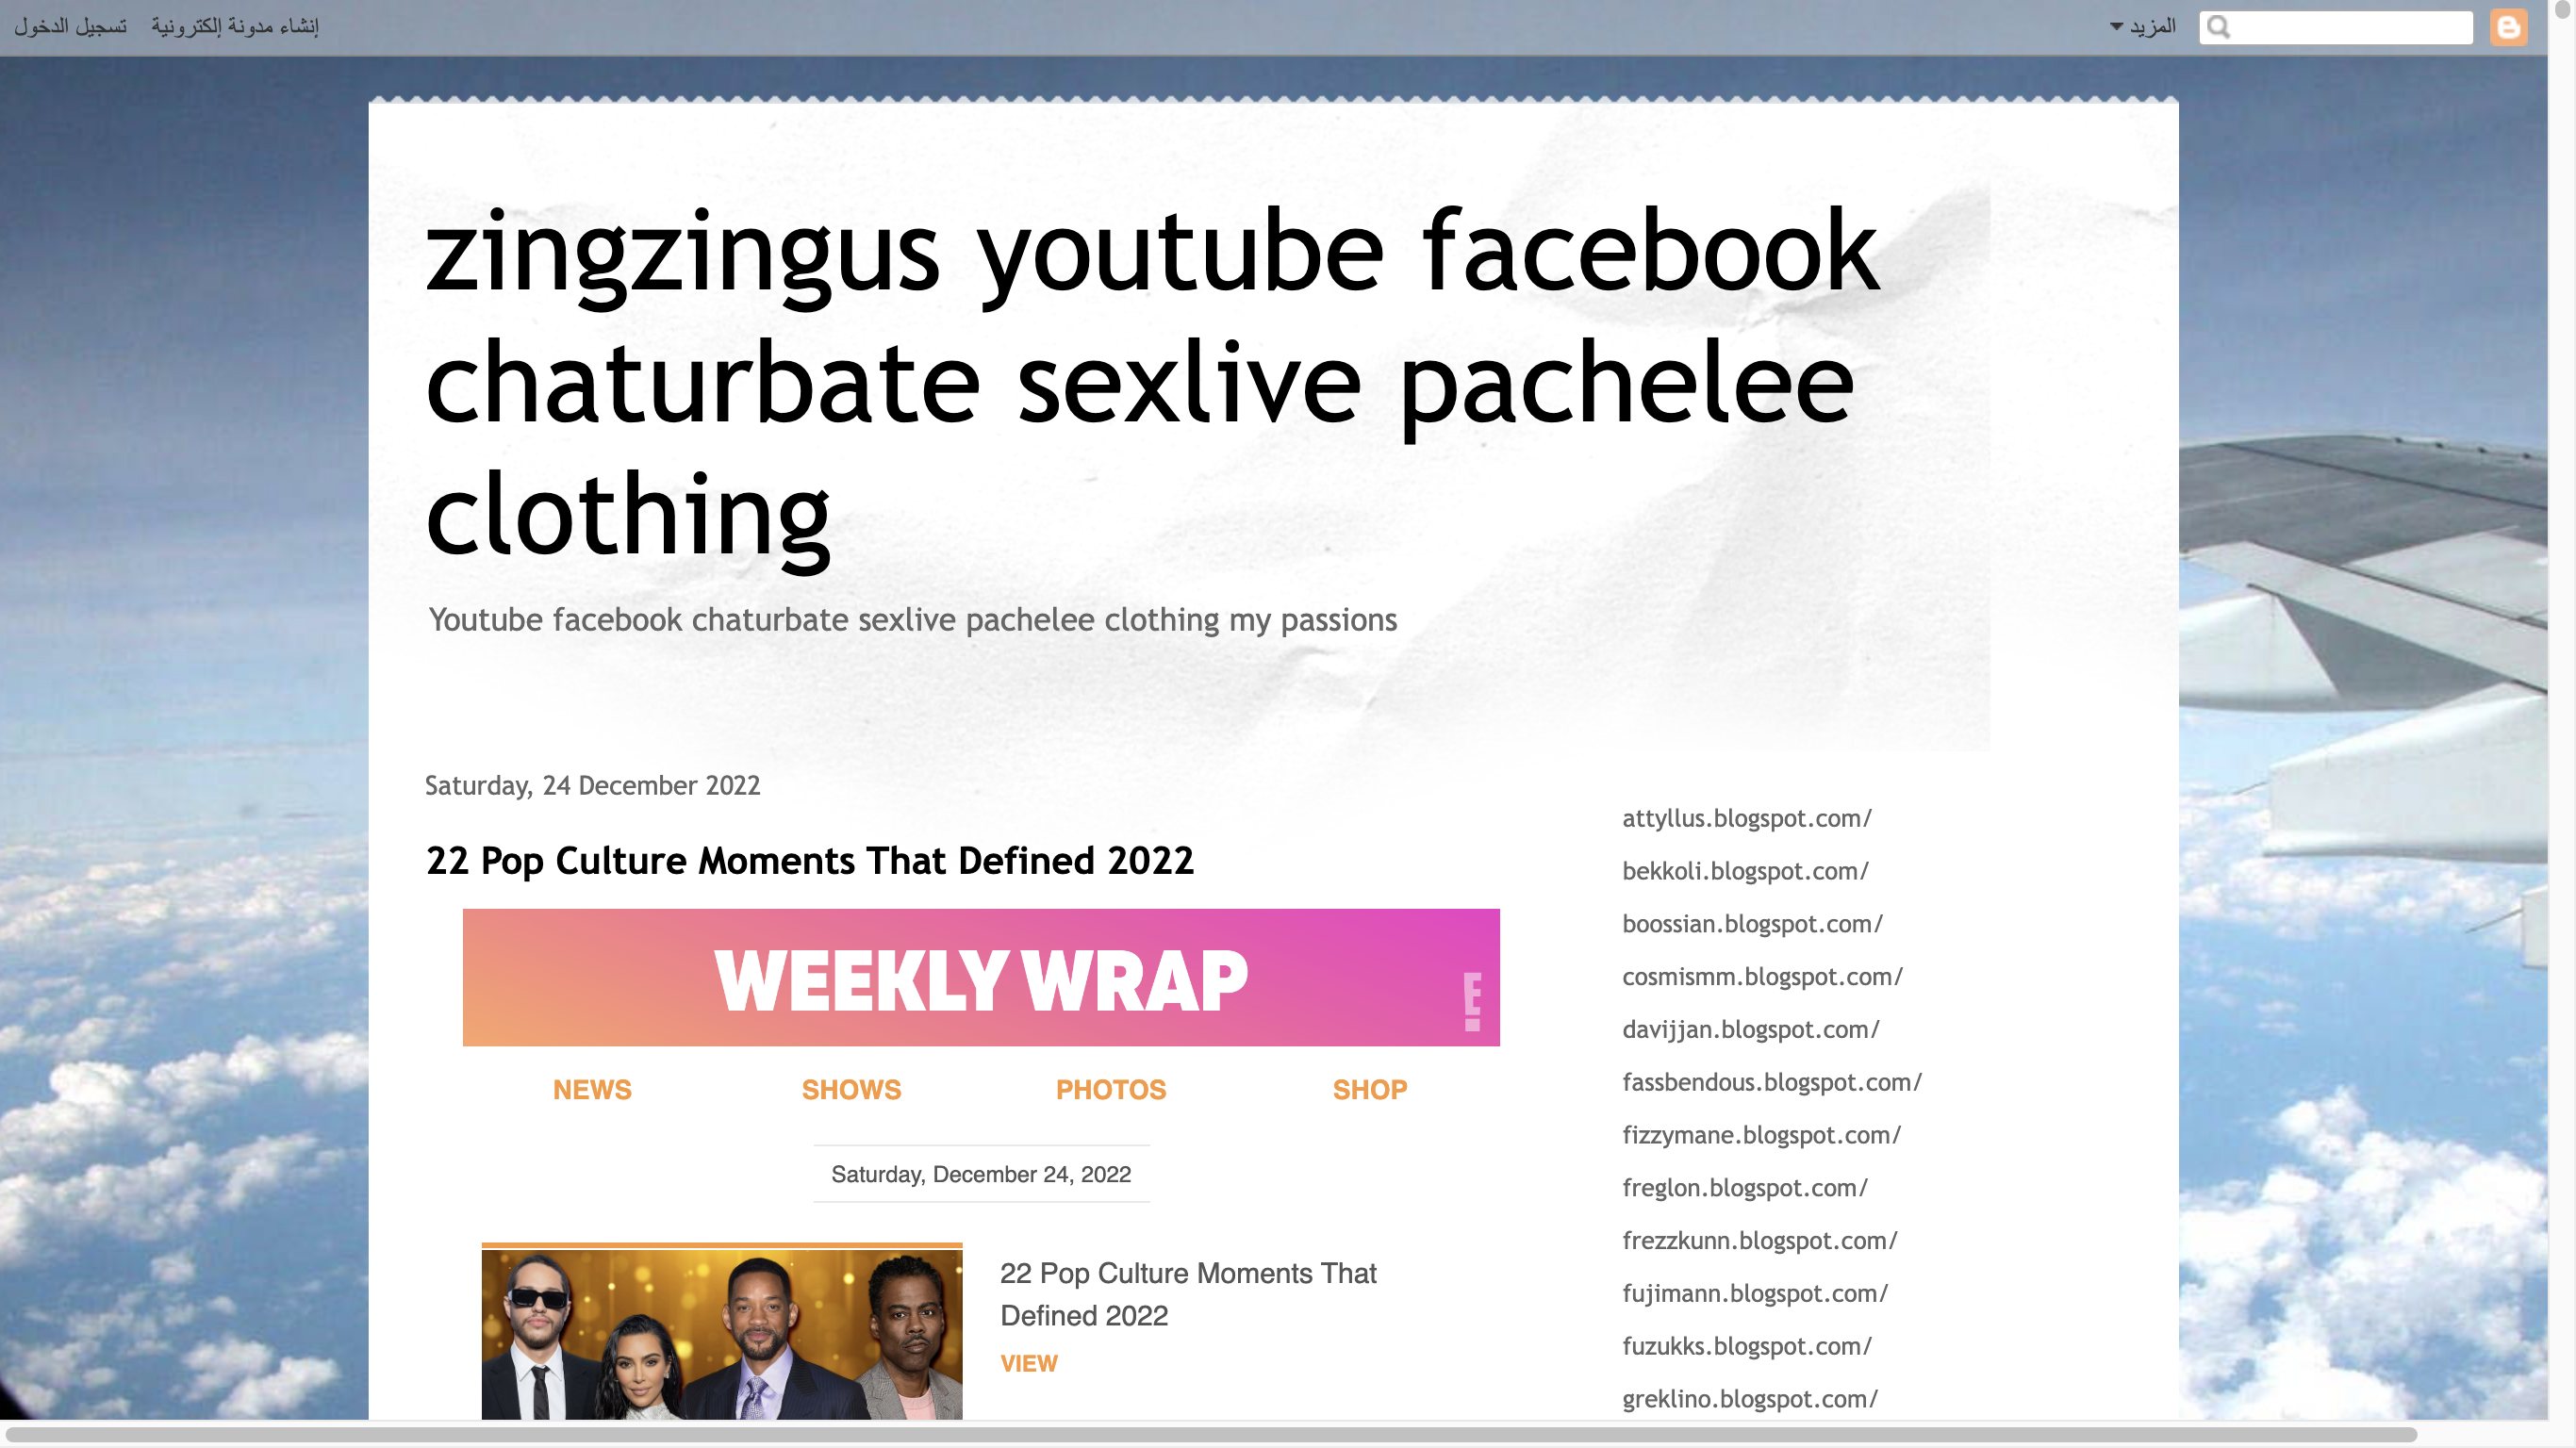 تسجيل الدخول
إنشاء مدونة إلكترونية
المزيد
zingzingus youtube facebook
chaturbate sexlive pachelee
clothing
Youtube facebook chaturbate sexlive pachelee clothing my passions
Saturday, 24 December 2022
22 Pop Culture Moments That Defined 2022
WEEKLY WRAP
E!
NEWS SHOWS PHOTOS SHOP
Saturday, December 24, 2022
22 Pop Culture Moments That
Defined 2022
VIEW
attyllus.blogspot.com/
bekkoli.blogspot.com/
boossian.blogspot.com/
cosmismm.blogspot.com/
davijjan.blogspot.com/
fassbendous.blogspot.com/
fizzymane.blogspot.com/
freglon.blogspot.com/
frezzkunn.blogspot.com/
fujimann.blogspot.com/
fuzukks.blogspot.com/
greklino.blogspot.com/